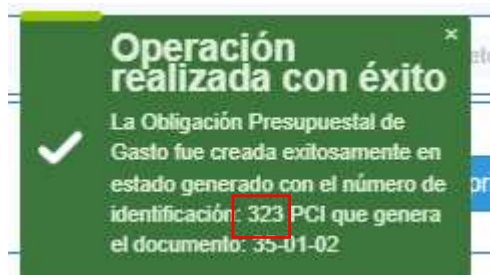 Operación
realizada con éxito
×
La Obligación Presupuestal de
Gasto fue creada exitosamente en
estado generado con el número de
identificación: 323 PCI que genera
el documento: 35-01-02